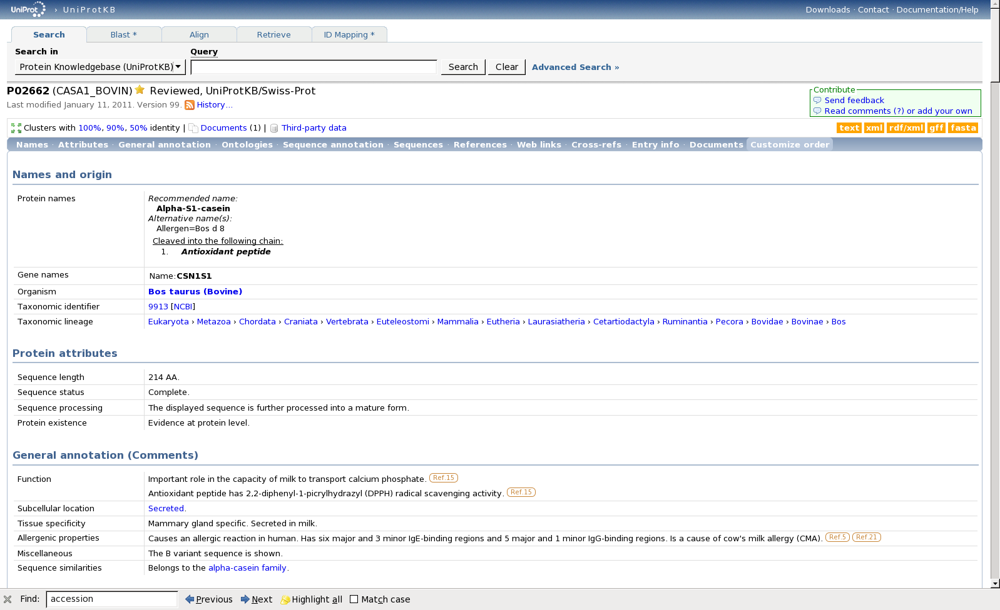 UniProt › UniProtKB Downloads · Contact · Documentation/Help
Search Blast * Align Retrieve ID Mapping *
Search in Query
Protein Knowledgebase (UniProtKB) Search Clear Advanced Search »
P02662 (CASA1_BOVIN) Reviewed, UniProtKB/Swiss-Prot
Last modified January 11, 2011. Version 99. History...
Contribute
Send feedback
Read comments (?) or add your own
Clusters with 100%, 90%, 50% identity | Documents (1) | Third-party data text xml rdf/xml gff fasta
Names · Attributes · General annotation · Ontologies · Sequence annotation · Sequences · References · Web links · Cross-refs · Entry info · Documents Customize order
Names and origin
Protein names Recommended name:
Alpha-S1-casein
Alternative name(s):
Allergen=Bos d 8
Cleaved into the following chain:
1. Antioxidant peptide
Gene names Name:CSN1S1
Organism Bos taurus (Bovine)
Taxonomic identifier 9913 [NCBI]
Taxonomic lineage Eukaryota › Metazoa › Chordata › Craniata › Vertebrata › Euteleostomi › Mammalia › Eutheria › Laurasiatheria › Cetartiodactyla › Ruminantia › Pecora › Bovidae › Bovinae › Bos
Protein attributes
Sequence length 214 AA.
Sequence status Complete.
Sequence processing The displayed sequence is further processed into a mature form.
Protein existence Evidence at protein level.
General annotation (Comments)
Function Important role in the capacity of milk to transport calcium phosphate. Ref.15
Antioxidant peptide has 2,2-diphenyl-1-picrylhydrazyl (DPPH) radical scavenging activity. Ref.15
Subcellular location Secreted.
Tissue specificity Mammary gland specific. Secreted in milk.
Allergenic properties Causes an allergic reaction in human. Has six major and 3 minor IgE-binding regions and 5 major and 1 minor IgG-binding regions. Is a cause of cow's milk allergy (CMA). Ref.5 Ref.21
Miscellaneous The B variant sequence is shown.
Sequence similarities Belongs to the alpha-casein family.
Find: accession Previous Next Highlight all Match case